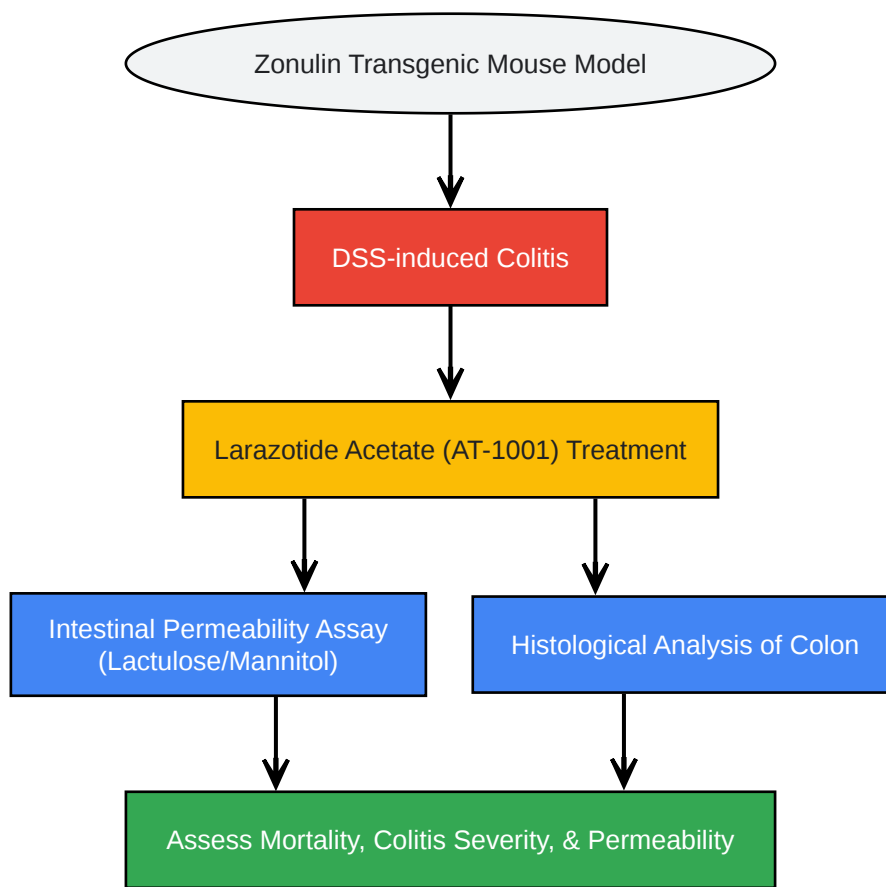 Zonulin Transgenic Mouse Model
DSS-induced Colitis
Larazotide Acetate (AT-1001) Treatment
Intestinal Permeability Assay
(Lactulose/Mannitol)
Histological Analysis of Colon
Assess Mortality, Colitis Severity, & Permeability